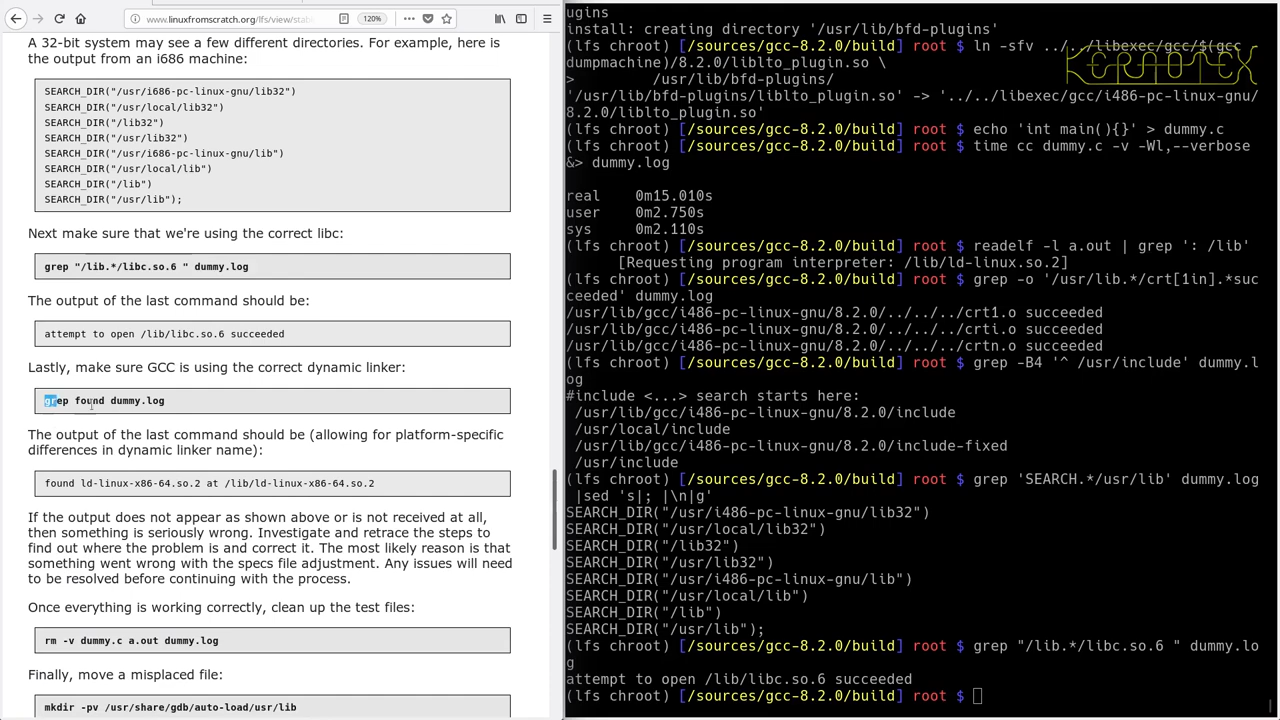 www.linuxfromscratch.org/lfs/view/stab
120%
A 32-bit system may see a few different directories. For example, here is
the output from an i686 machine:
SEARCH_DIR("/usr/i686-pc-linux-gnu/lib32")
SEARCH_DIR("/usr/local/lib32")
SEARCH_DIR("/lib32")
SEARCH_DIR("/usr/lib32")
SEARCH_DIR("/usr/i686-pc-linux-gnu/lib")
SEARCH_DIR("/usr/local/lib")
SEARCH_DIR("/lib")
SEARCH_DIR("/usr/lib");
Next make sure that we're using the correct libc:
grep "/lib.*/libc.so.6 " dummy.log
The output of the last command should be:
attempt to open /lib/libc.so.6 succeeded
Lastly, make sure GCC is using the correct dynamic linker:
grep found dummy.log
The output of the last command should be (allowing for platform-specific
differences in dynamic linker name):
found ld-linux-x86-64.so.2 at /lib/ld-linux-x86-64.so.2
If the output does not appear as shown above or is not received at all,
then something is seriously wrong. Investigate and retrace the steps to
find out where the problem is and correct it. The most likely reason is that
something went wrong with the specs file adjustment. Any issues will need
to be resolved before continuing with the process.
Once everything is working correctly, clean up the test files:
rm -v dummy.c a.out dummy.log
Finally, move a misplaced file:
mkdir -pv /usr/share/gdb/auto-load/usr/lib
ugins
install: creating directory '/usr/lib/bfd-plugins'
(lfs chroot) [/sources/gcc-8.2.0/build] root $ ln -sfv ../../libexec/gcc/$(gcc
dumpmachine)/8.2.0/liblto_plugin.so \
>         /usr/lib/bfd-plugins/
'/usr/lib/bfd-plugins/liblto_plugin.so' -> '../../libexec/gcc/i486-pc-linux-gnu/
8.2.0/liblto_plugin.so'
(lfs chroot) [/sources/gcc-8.2.0/build] root $ echo 'int main(){}' > dummy.c
(lfs chroot) [/sources/gcc-8.2.0/build] root $ time cc dummy.c -v -Wl,--verbose
&> dummy.log
real    0m15.010s
user    0m2.750s
sys     0m2.110s
(lfs chroot) [/sources/gcc-8.2.0/build] root $ readelf -l a.out | grep ': /lib'
[Requesting program interpreter: /lib/ld-linux.so.2]
(lfs chroot) [/sources/gcc-8.2.0/build] root $ grep -o '/usr/lib.*/crt[1in].*suc
ceeded' dummy.log
/usr/lib/gcc/i486-pc-linux-gnu/8.2.0/../../../crt1.o succeeded
/usr/lib/gcc/i486-pc-linux-gnu/8.2.0/../../../crti.o succeeded
/usr/lib/gcc/i486-pc-linux-gnu/8.2.0/../../../crtn.o succeeded
(lfs chroot) [/sources/gcc-8.2.0/build] root $ grep -B4 '^ /usr/include' dummy.l
og
#include <...> search starts here:
/usr/lib/gcc/i486-pc-linux-gnu/8.2.0/include
/usr/local/include
/usr/lib/gcc/i486-pc-linux-gnu/8.2.0/include-fixed
/usr/include
(lfs chroot) [/sources/gcc-8.2.0/build] root $ grep 'SEARCH.*/usr/lib' dummy.log
|sed 's|; |\n|g'
SEARCH_DIR("/usr/i486-pc-linux-gnu/lib32")
SEARCH_DIR("/usr/local/lib32")
SEARCH_DIR("/lib32")
SEARCH_DIR("/usr/lib32")
SEARCH_DIR("/usr/i486-pc-linux-gnu/lib")
SEARCH_DIR("/usr/local/lib")
SEARCH_DIR("/lib")
SEARCH_DIR("/usr/lib");
(lfs chroot) [/sources/gcc-8.2.0/build] root $ grep "/lib.*/libc.so.6 " dummy.lo
g
attempt to open /lib/libc.so.6 succeeded
(lfs chroot) [/sources/gcc-8.2.0/build] root $